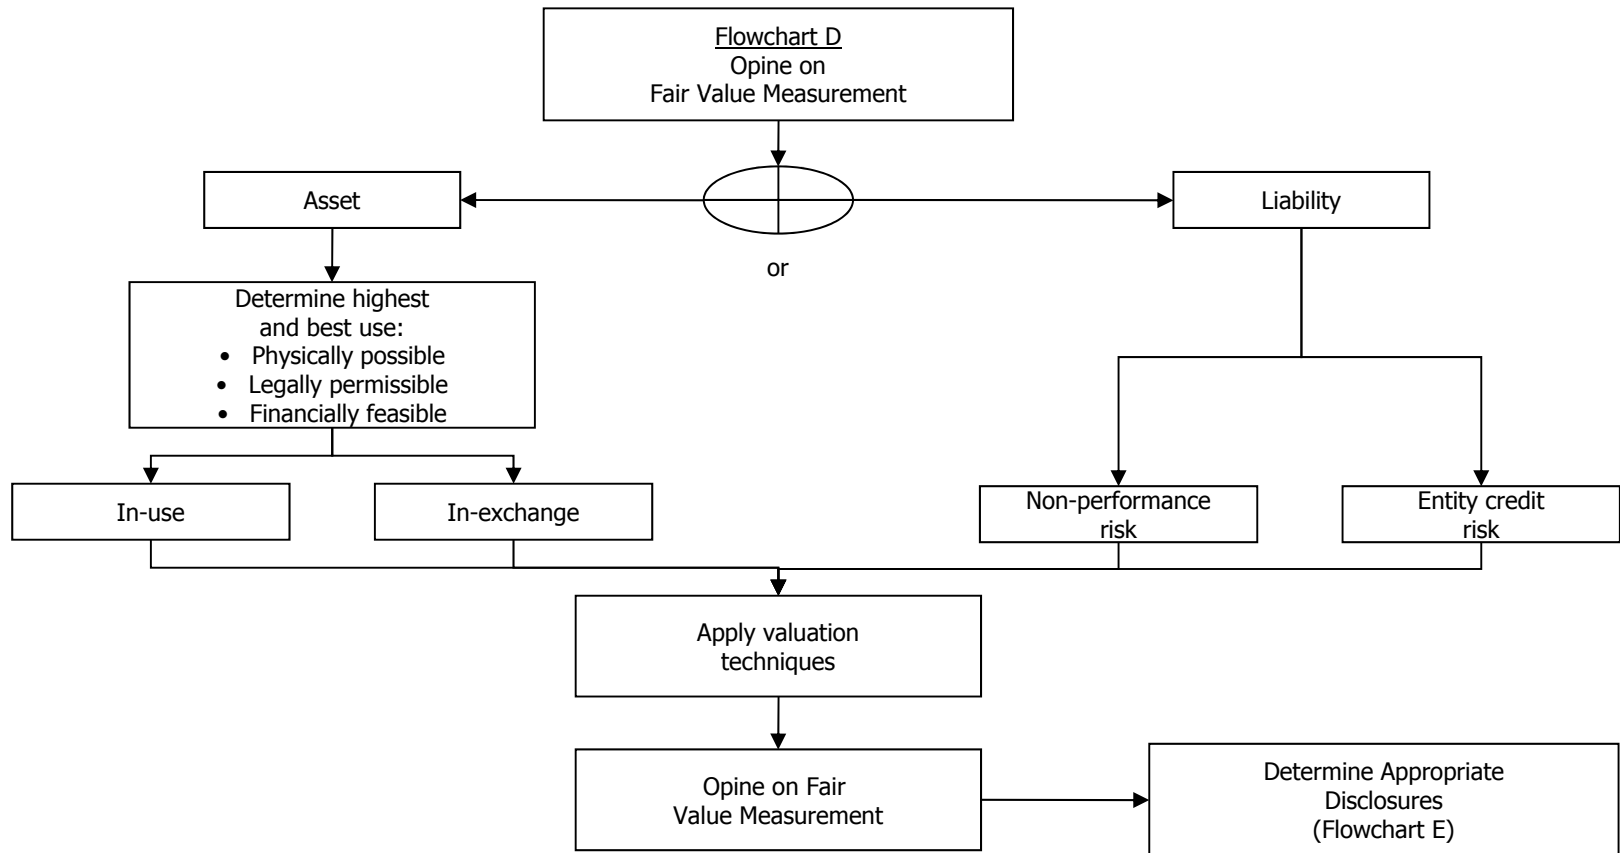 Flowchart D
Opine on
Fair Value Measurement
Asset
Liability
or
Determine highest
and best use:
• Physically possible
• Legally permissible
• Financially feasible
In-use
In-exchange
Non-performance
risk
Entity credit
risk
Apply valuation
techniques
Opine on Fair
Value Measurement
Determine Appropriate
Disclosures
(Flowchart E)